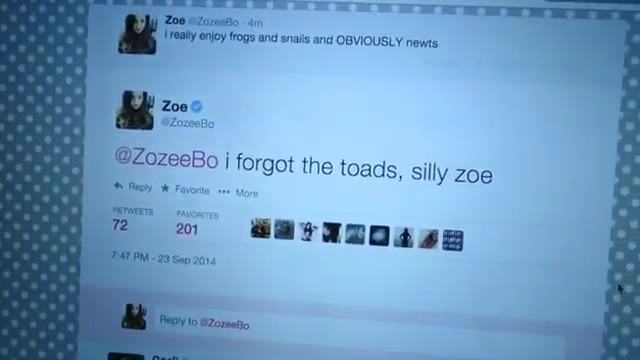 Zoe @ZozeeBo · 4m
i really enjoy frogs and snails and OBVIOUSLY newts
Zoe
@ZozeeBo
@ZozeeBo i forgot the toads, silly zoe
Reply Favorite More
RETWEETS FAVORITES
72 201
7:47 PM - 23 Sep 2014
Reply to @ZozeeBo